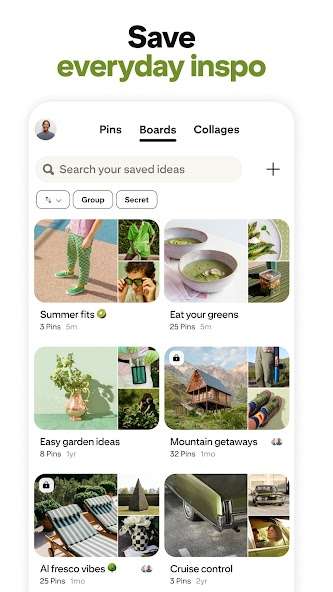 Save
everyday inspo
Pins Boards Collages
Search your saved ideas
Group Secret
Summer fits 🥝
3 Pins 5m
Eat your greens
25 Pins 5m
Easy garden ideas
8 Pins 1yr
Mountain getaways
32 Pins 1mo
Al fresco vibes 🌳
25 Pins 1mo
Cruise control
3 Pins 2yr